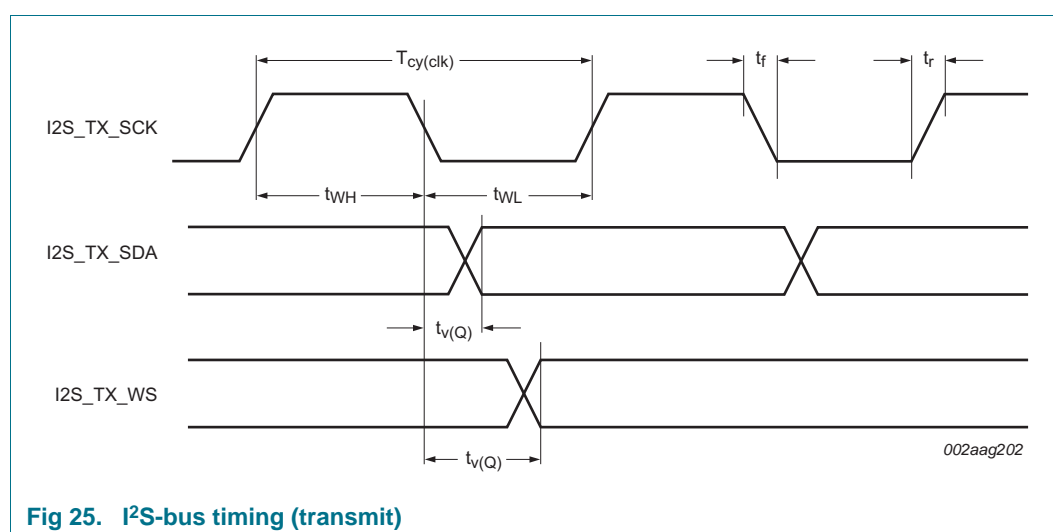 T_cy(clk)
t_f
t_r
I2S_TX_SCK
t_WH
t_WL
I2S_TX_SDA
t_v(Q)
I2S_TX_WS
t_v(Q)
002aag202
Fig 25. I²S-bus timing (transmit)